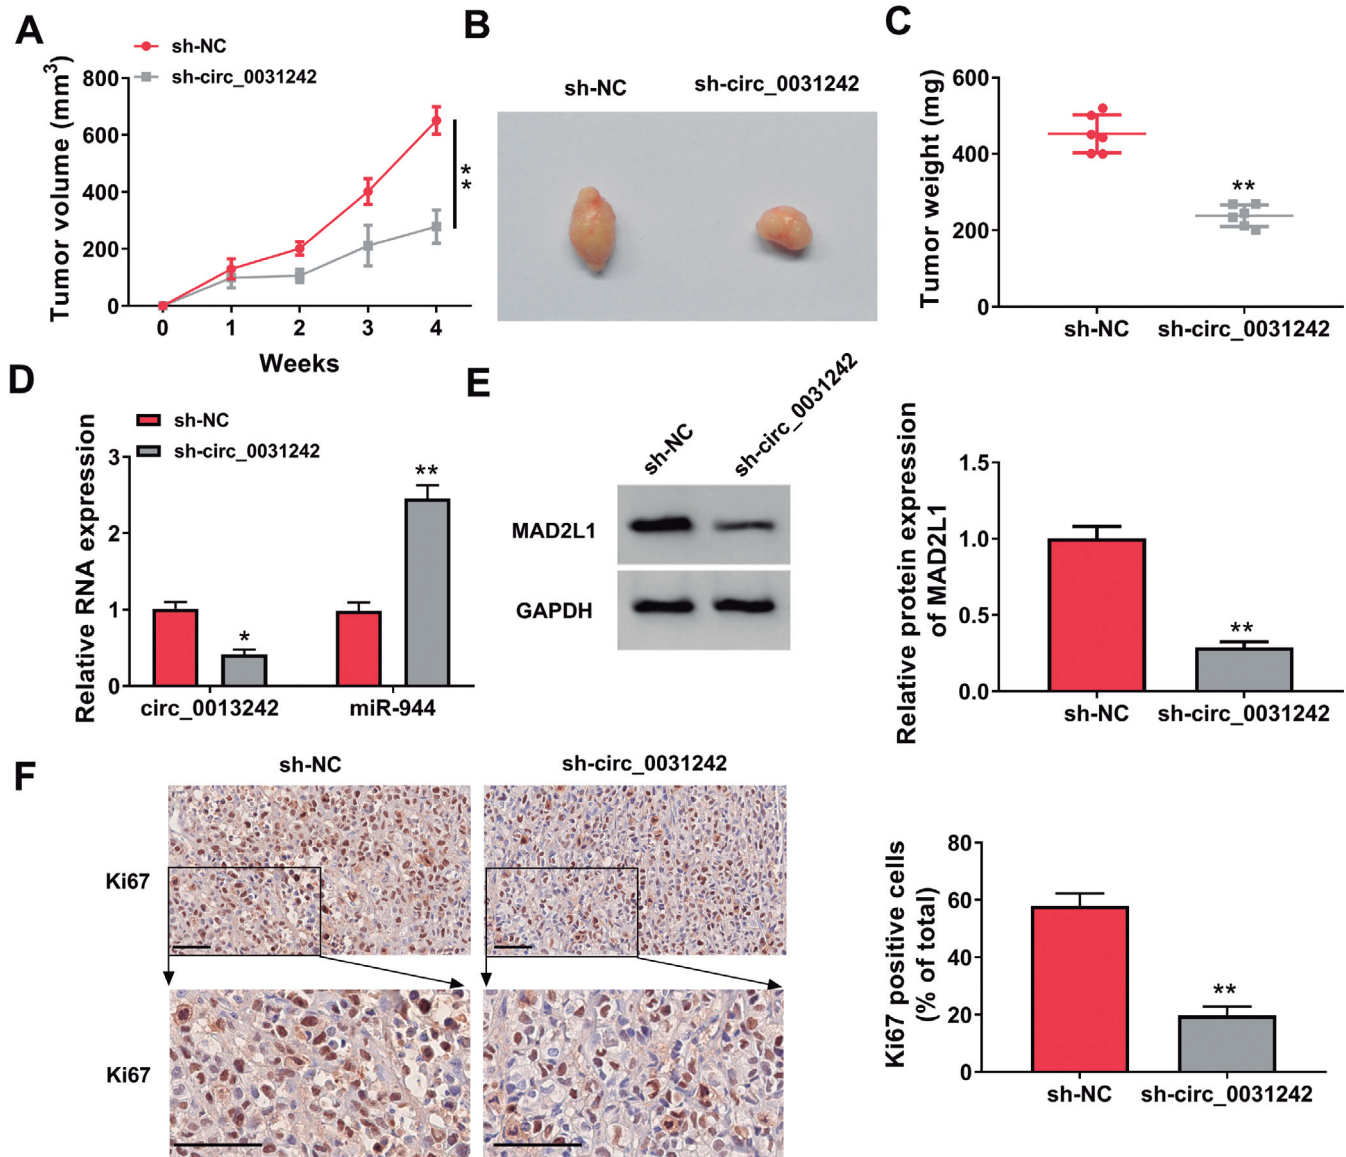 A
sh-NC
sh-circ_0031242
Tumor volume (mm3)
800
600
400
200
0
0 1 2 3 4
Weeks
**
B
sh-NC sh-circ_0031242
C
Tumor weight (mg)
600
400
200
0
**
sh-NC sh-circ_0031242
D
sh-NC
sh-circ_0031242
Relative RNA expression
3
2
1
0
*
**
circ_0013242 miR-944
E
sh-NC sh-circ_0031242
MAD2L1
GAPDH
Relative protein expression
of MAD2L1
1.5
1.0
0.5
0.0
**
sh-NC sh-circ_0031242
F
sh-NC sh-circ_0031242
Ki67
Ki67
Ki67 positive cells
(% of total)
80
60
40
20
0
**
sh-NC sh-circ_0031242